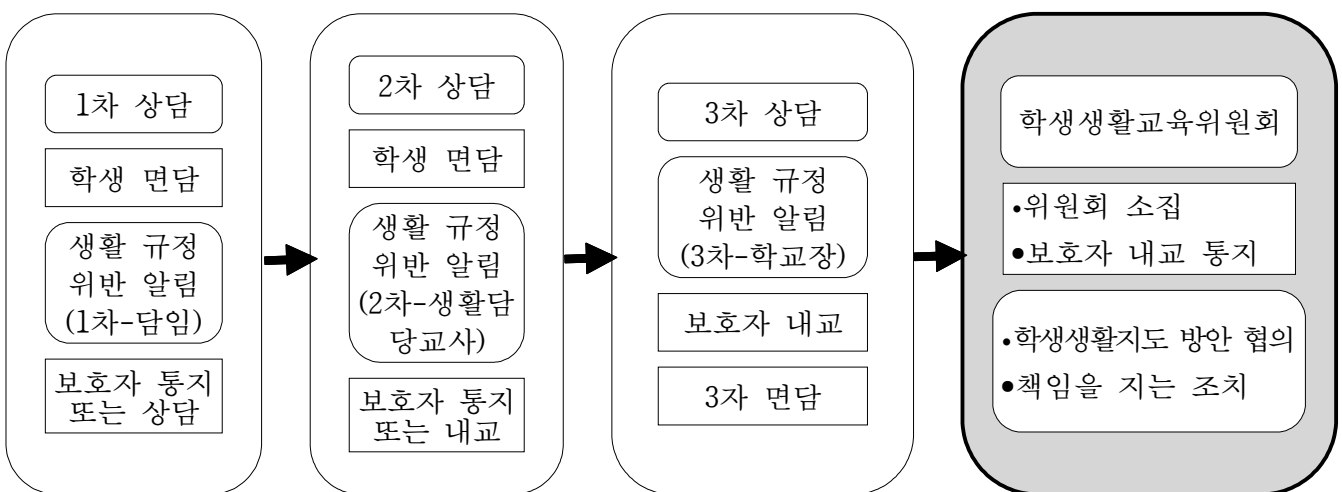 1차 상담
학생 면담
생활 규정
위반 알림
(1차-담임)
보호자 통지
또는 상담
2차 상담
학생 면담
생활 규정
위반 알림
(2차-생활담
당교사)
보호자 통지
또는 내교
3차 상담
생활 규정
위반 알림
(3차-학교장)
보호자 내교
3자 면담
학생생활교육위원회
•위원회 소집
•보호자 내교 통지
•학생생활지도 방안 협의
•책임을 지는 조치